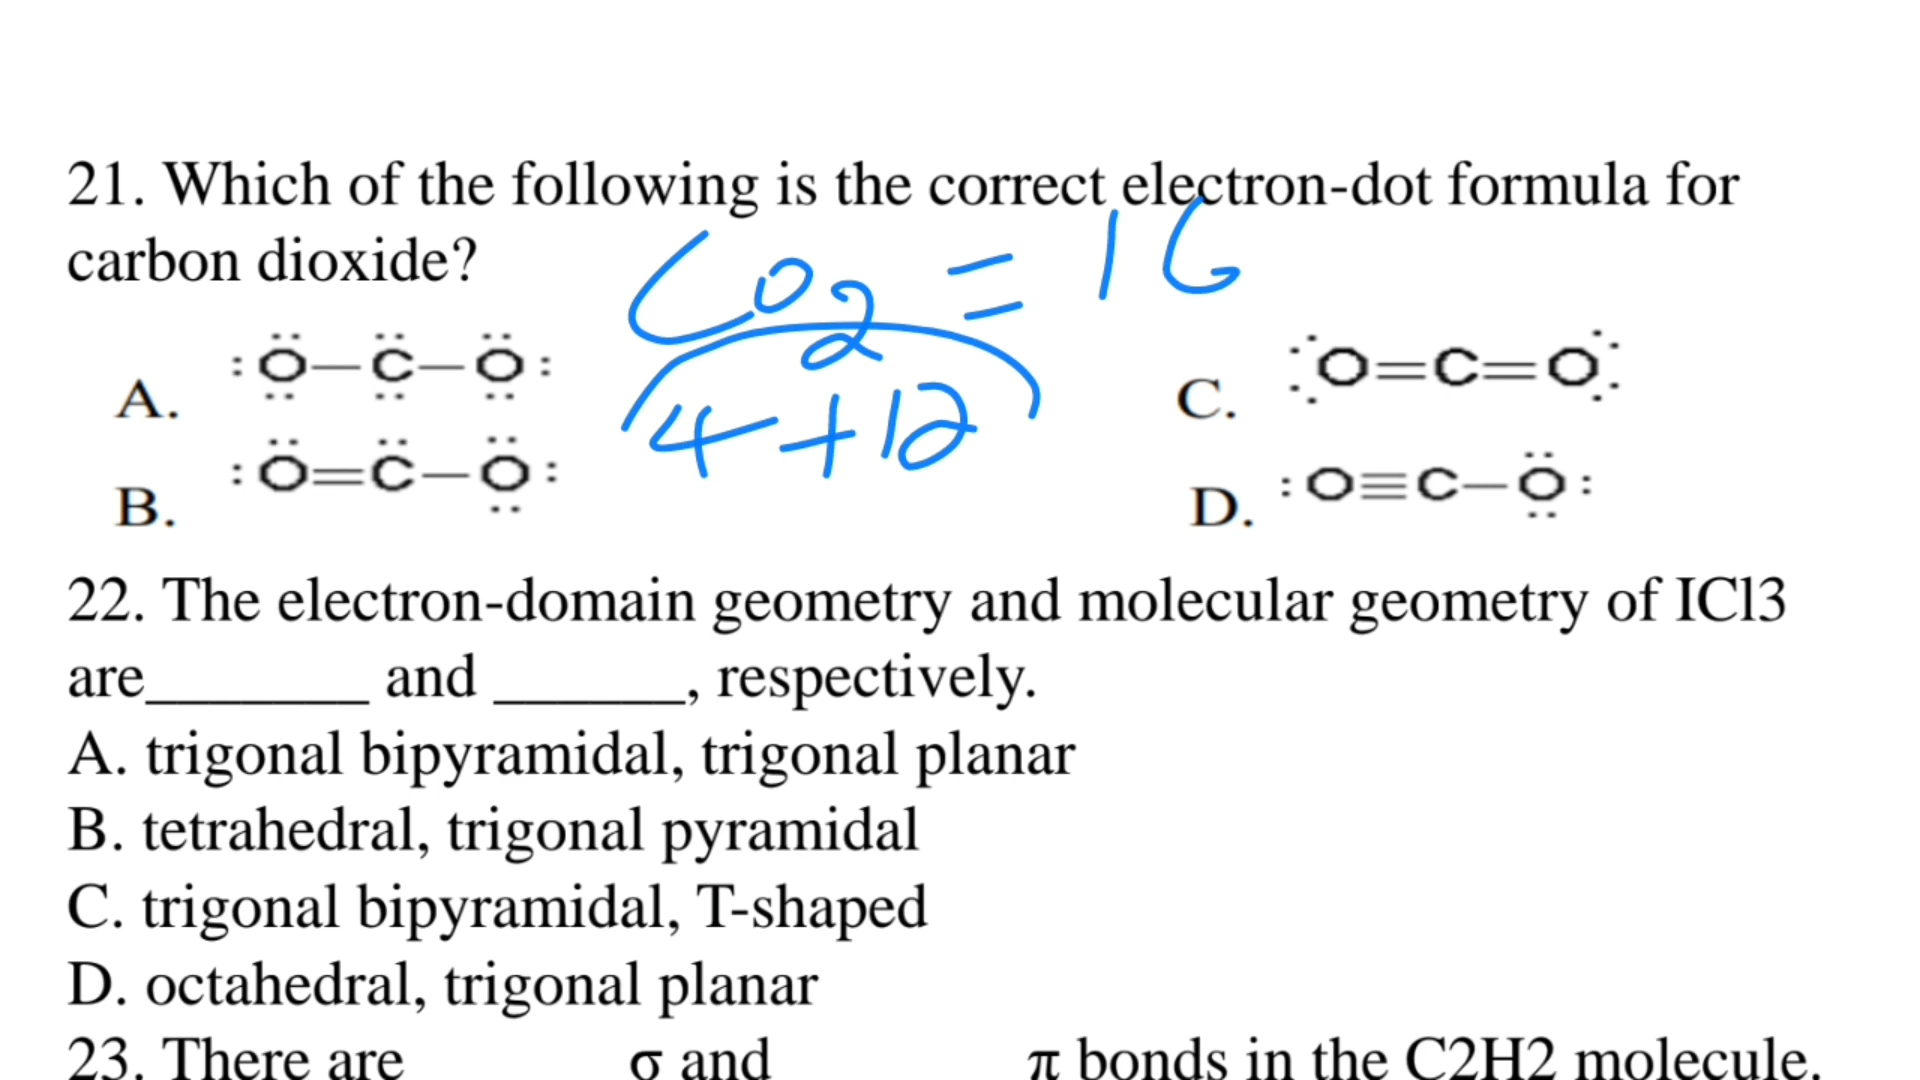 21. Which of the following is the correct electron-dot formula for
carbon dioxide?
CO2 = 16
4+12
A. :Ö—C̈—Ö:
C. :O=C=O:
B. :Ö=C̈—Ö:
D. :O≡C—Ö:
22. The electron-domain geometry and molecular geometry of ICl3
are_______ and ______, respectively.
A. trigonal bipyramidal, trigonal planar
B. tetrahedral, trigonal pyramidal
C. trigonal bipyramidal, T-shaped
D. octahedral, trigonal planar
23. There are σ and π bonds in the C2H2 molecule.